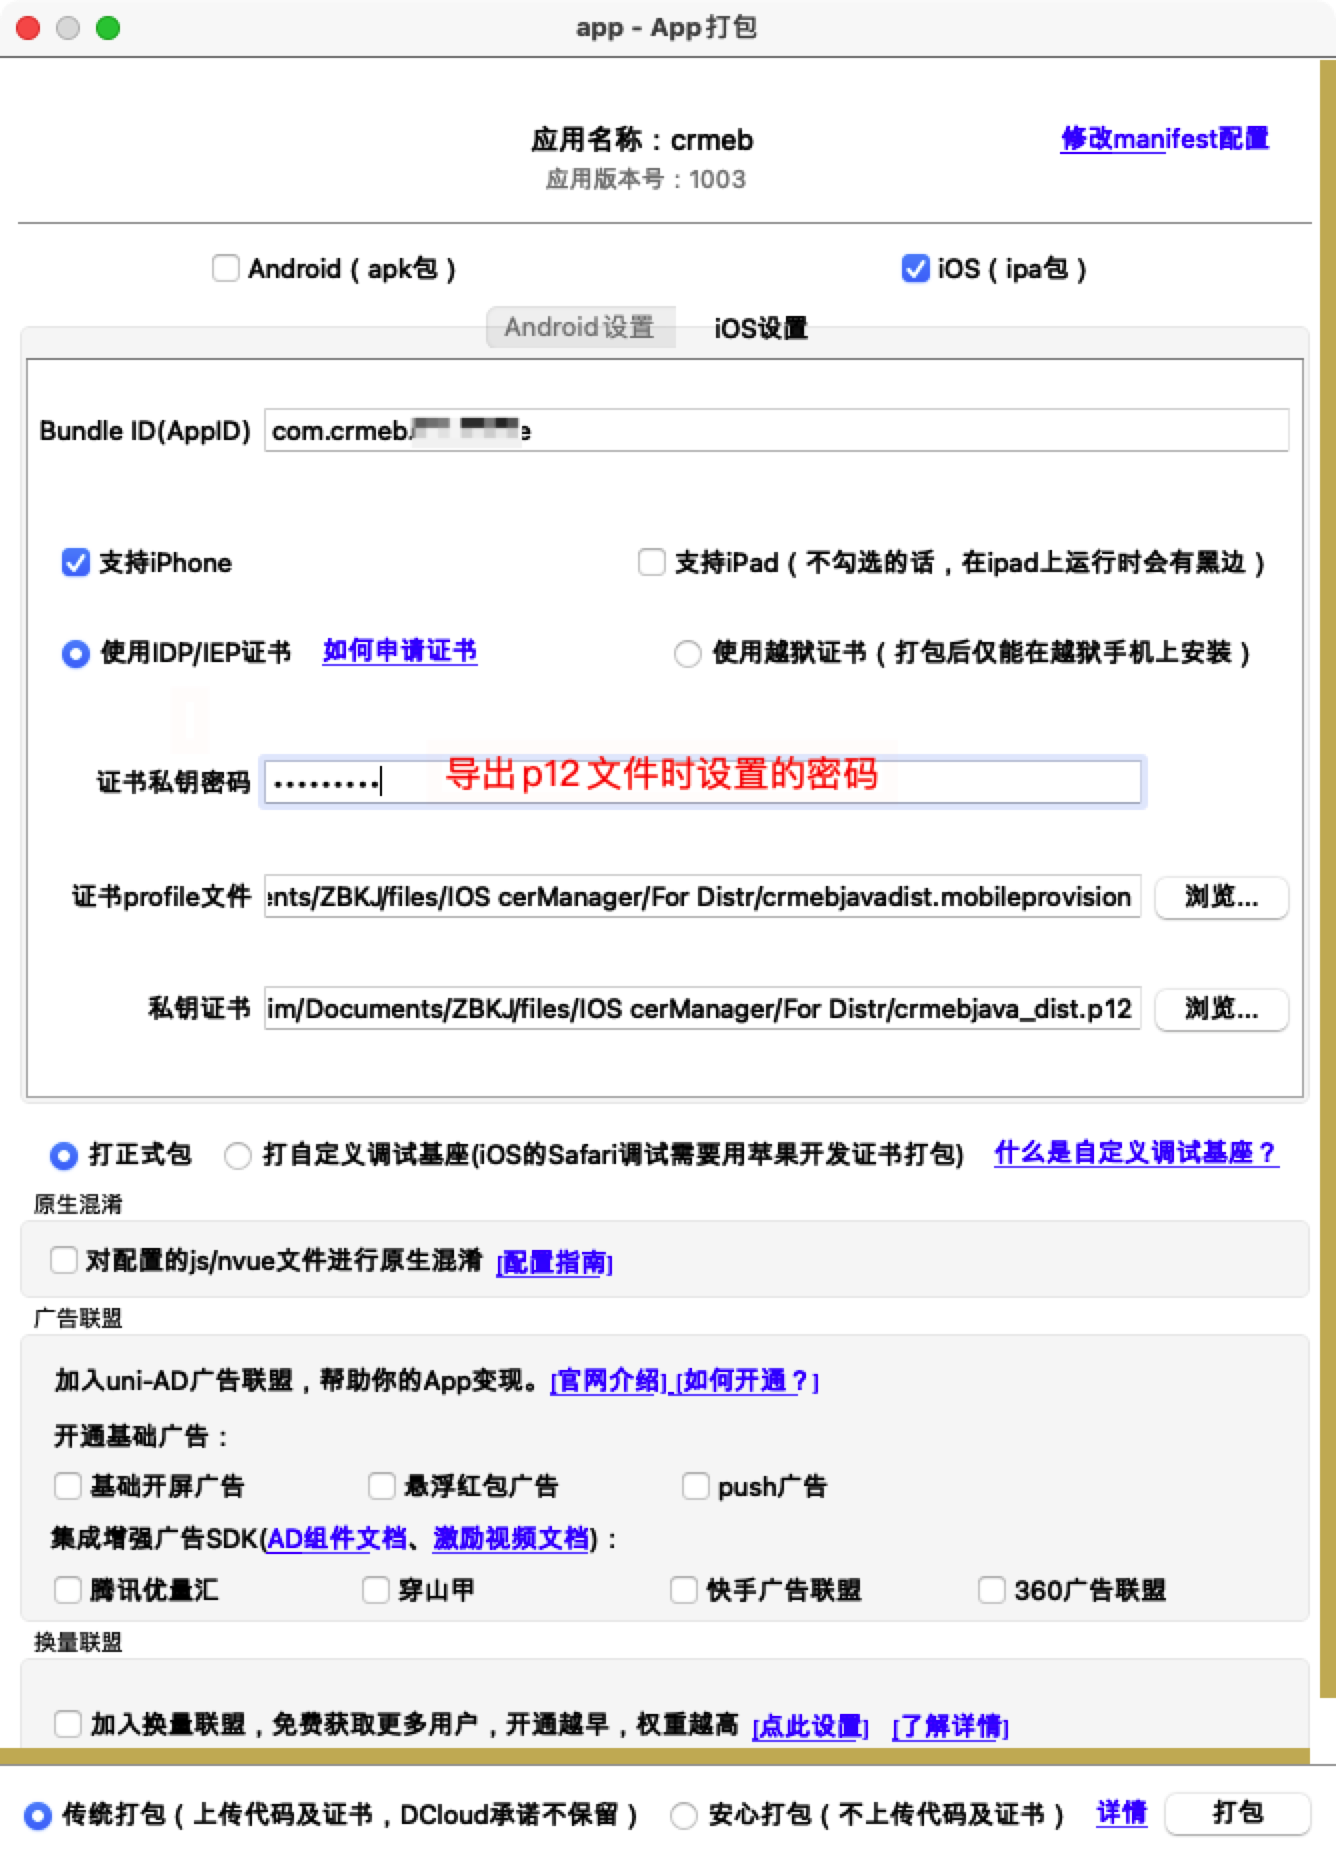 app - App打包
应用名称：crmeb
修改manifest配置
应用版本号：1003
Android（apk包）
iOS（ipa包）
Android设置
iOS设置
Bundle ID(AppID)
com.crmeb.
e
支持iPhone
支持iPad（不勾选的话，在ipad上运行时会有黑边）
使用IDP/IEP证书
如何申请证书
使用越狱证书（打包后仅能在越狱手机上安装）
证书私钥密码
•••••••••
导出p12文件时设置的密码
证书profile文件
ents/ZBKJ/files/IOS cerManager/For Distr/crmebjavadist.mobileprovision
浏览...
私钥证书
im/Documents/ZBKJ/files/IOS cerManager/For Distr/crmebjava_dist.p12
浏览...
打正式包
打自定义调试基座(iOS的Safari调试需要用苹果开发证书打包)
什么是自定义调试基座？
原生混淆
对配置的js/nvue文件进行原生混淆
[配置指南]
广告联盟
加入uni-AD广告联盟，帮助你的App变现。[官网介绍] [如何开通？]
开通基础广告：
基础开屏广告
悬浮红包广告
push广告
集成增强广告SDK(AD组件文档、激励视频文档)：
腾讯优量汇
穿山甲
快手广告联盟
360广告联盟
换量联盟
加入换量联盟，免费获取更多用户，开通越早，权重越高
[点此设置]
[了解详情]
传统打包（上传代码及证书，DCloud承诺不保留）
安心打包（不上传代码及证书）
详情
打包